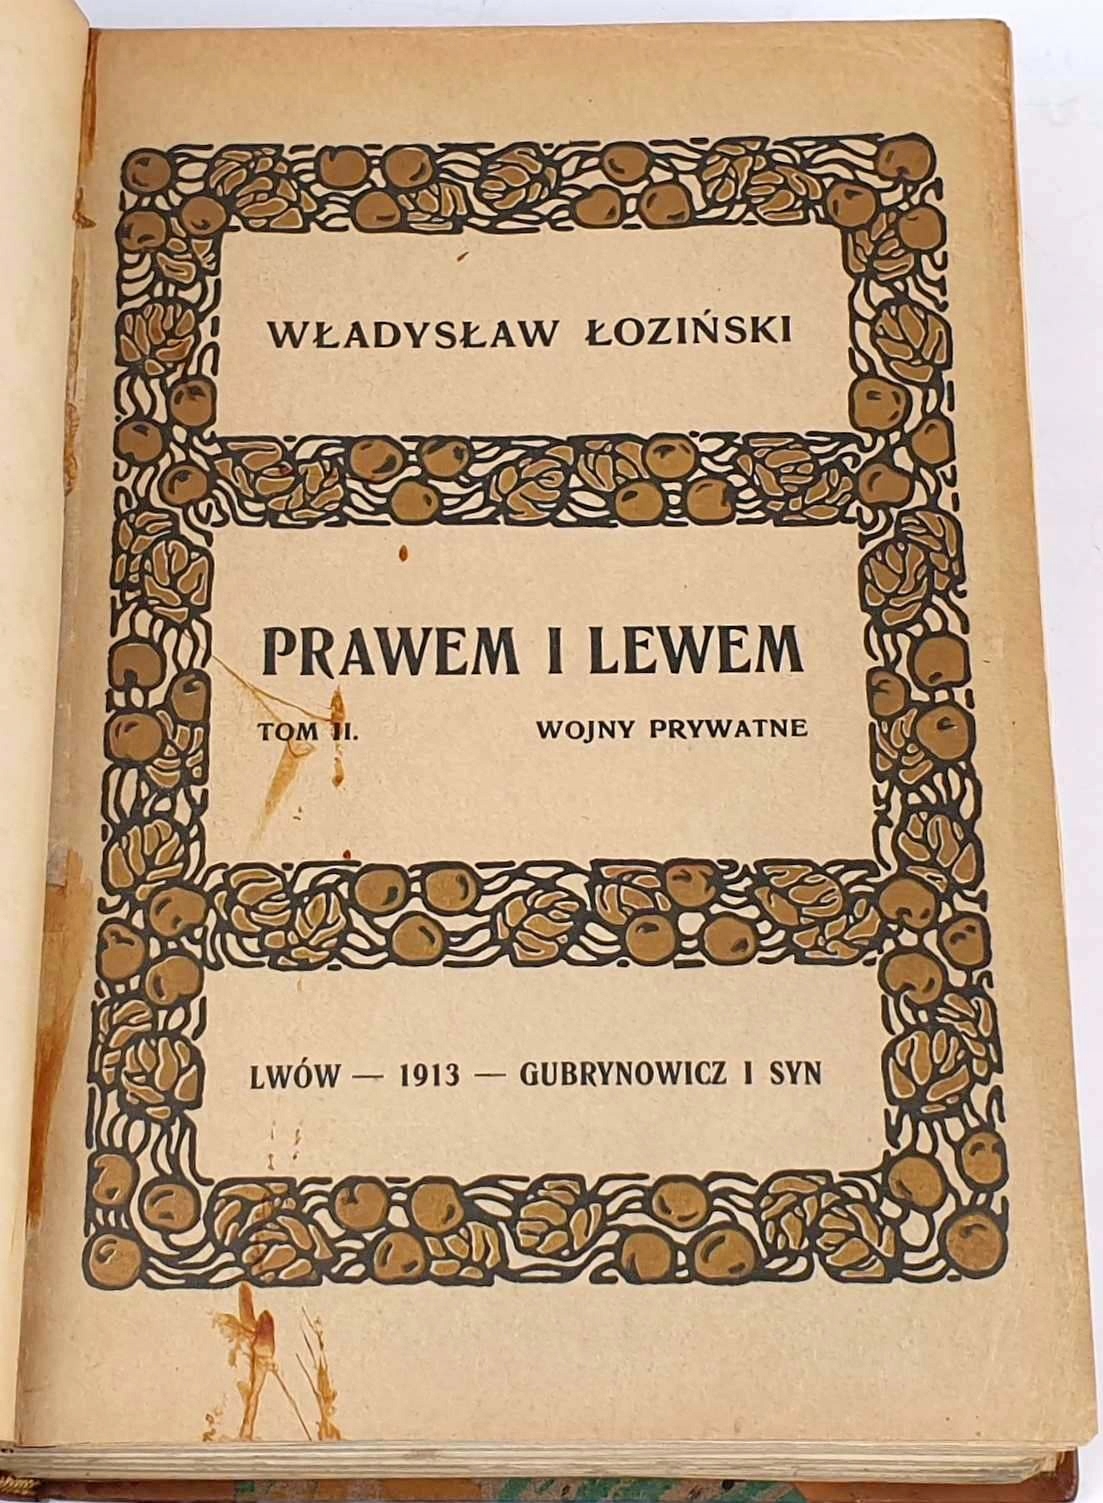 WŁADYSŁAW ŁOZIŃSKI
PRAWEM I LEWEM
TOM II. WOJNY PRYWATNE
LWÓW — 1913 — GUBRYNOWICZ I SYN